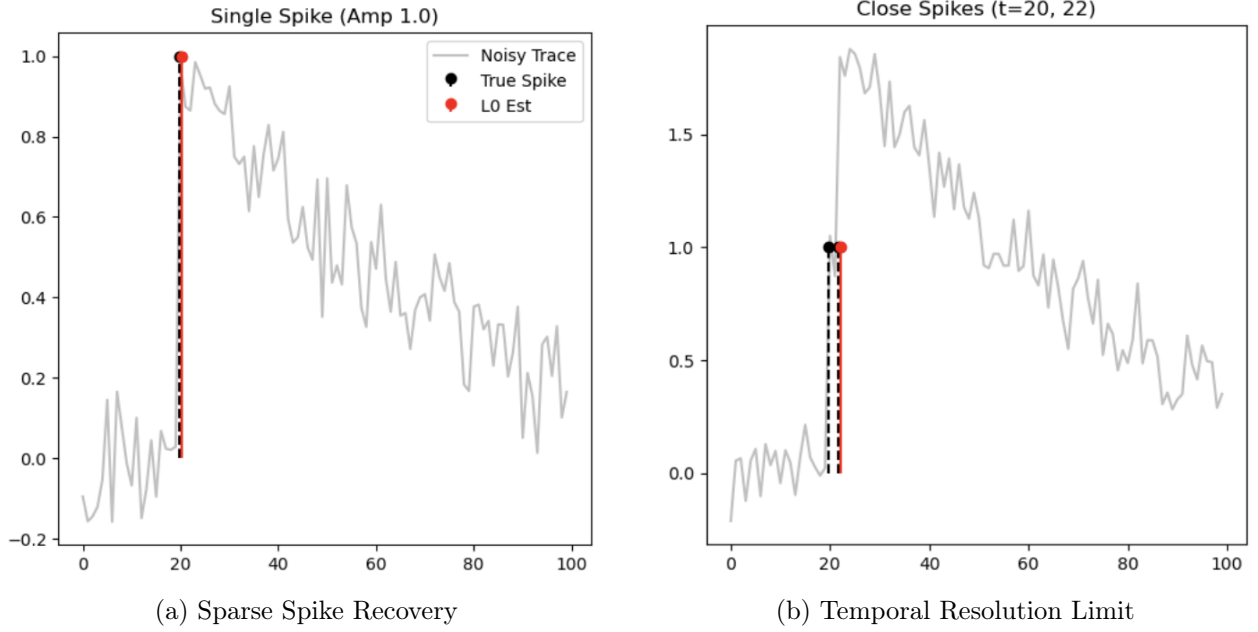 Single Spike (Amp 1.0)
1.0
0.8
0.6
0.4
0.2
0.0
−0.2
0 20 40 60 80 100
Noisy Trace
True Spike
L0 Est
(a) Sparse Spike Recovery
Close Spikes (t=20, 22)
1.5
1.0
0.5
0.0
0 20 40 60 80 100
(b) Temporal Resolution Limit